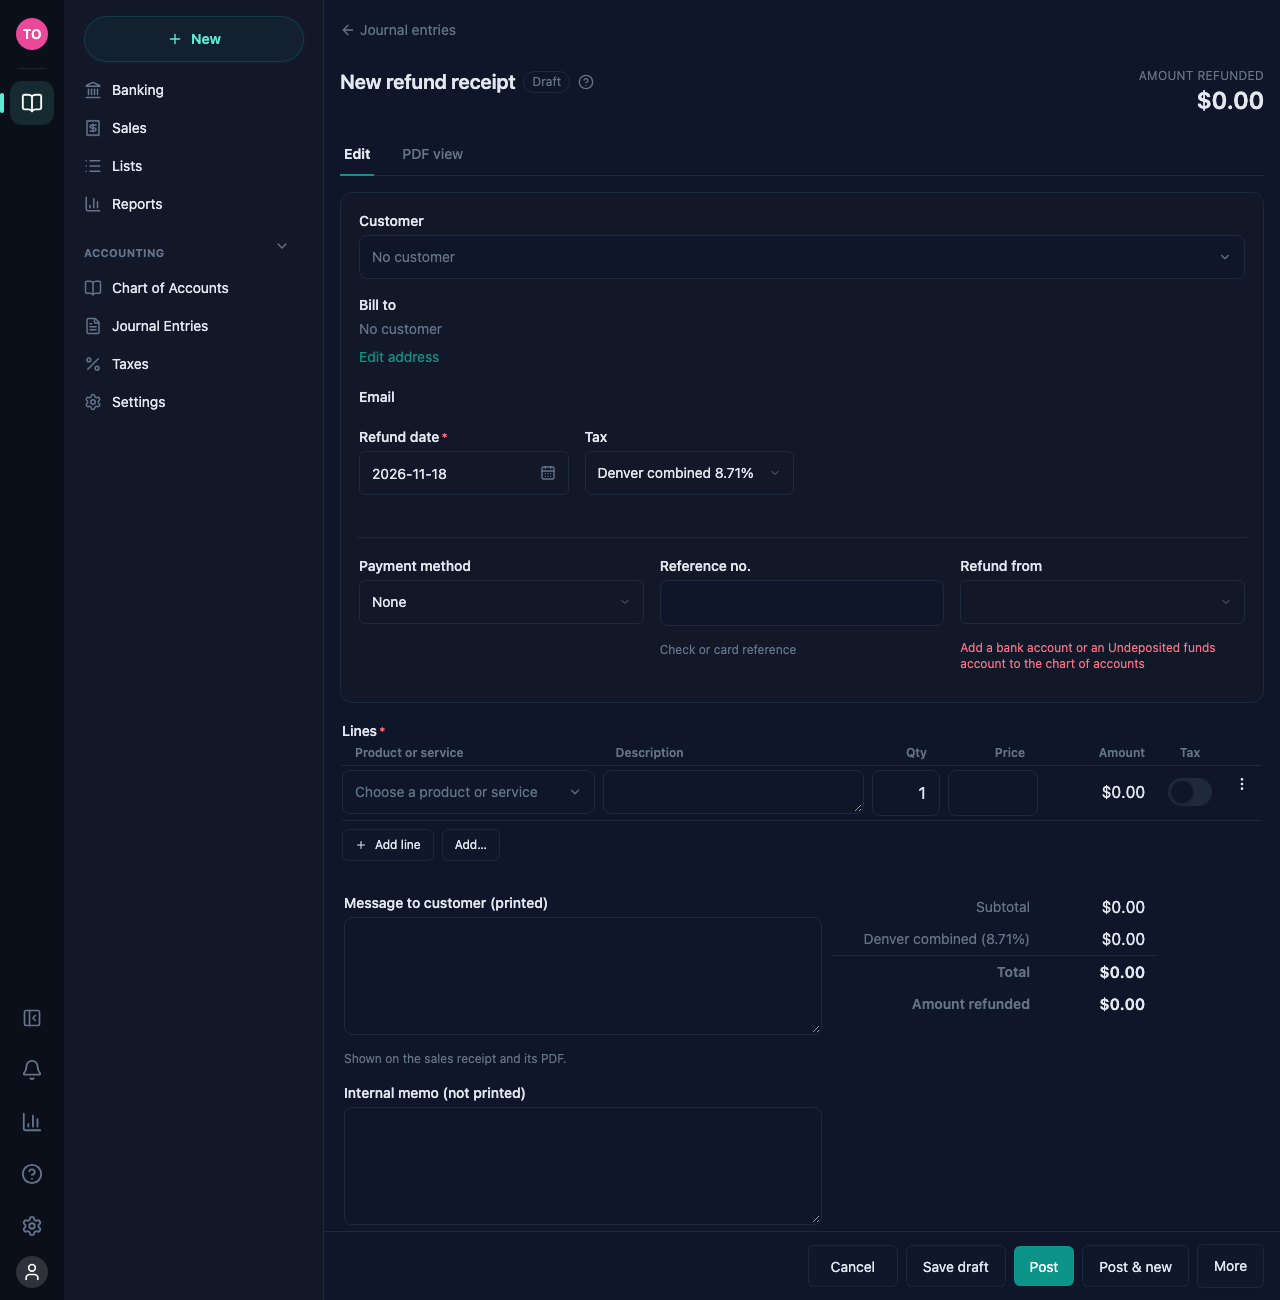 TO
New
Banking
Sales
Lists
Reports
ACCOUNTING
Chart of Accounts
Journal Entries
Taxes
Settings
Journal entries
New refund receipt
Draft
AMOUNT REFUNDED
$0.00
Edit
PDF view
Customer
No customer
Bill to
No customer
Edit address
Email
Refund date *
Tax
2026-11-18
Denver combined 8.71%
Payment method
Reference no.
Refund from
None
Check or card reference
Add a bank account or an Undeposited funds
account to the chart of accounts
Lines *
Product or service
Description
Qty
Price
Amount
Tax
Choose a product or service
1
$0.00
Add line
Add...
Message to customer (printed)
Shown on the sales receipt and its PDF.
Internal memo (not printed)
Subtotal
$0.00
Denver combined (8.71%)
$0.00
Total
$0.00
Amount refunded
$0.00
Cancel
Save draft
Post
Post & new
More